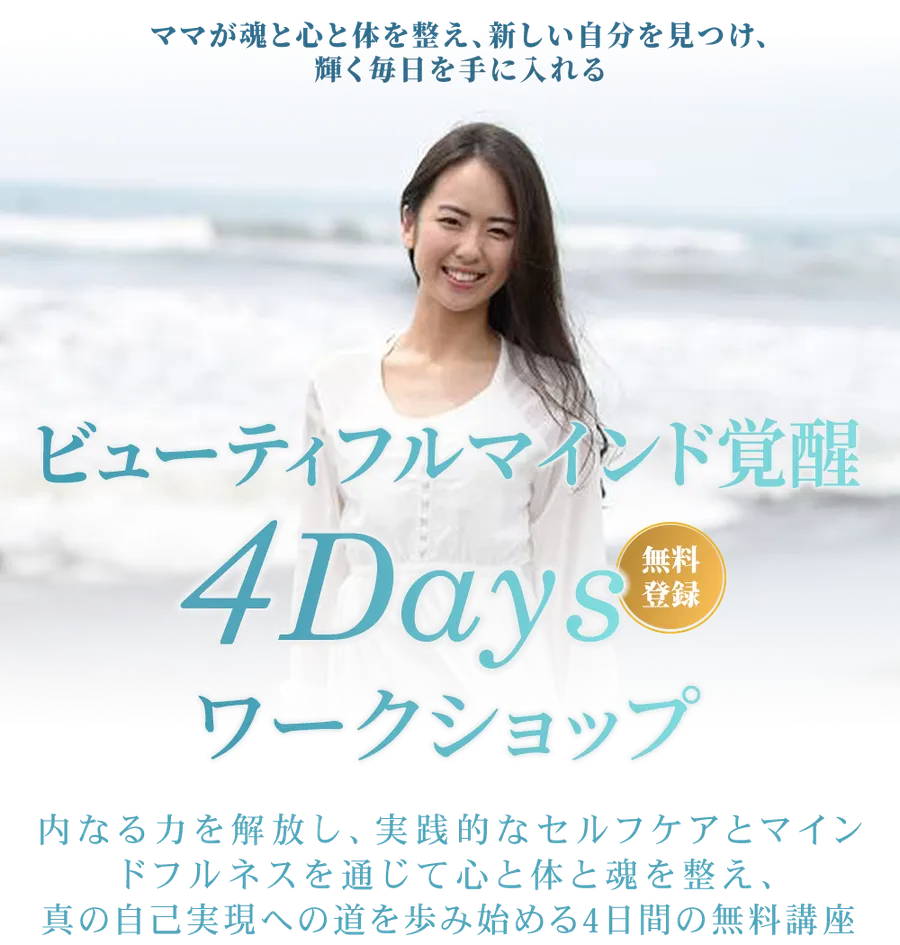 ママが魂と心と体を整え、新しい自分を見つけ、
輝く毎日を手に入れる
ビューティフルマインド覚醒
4Days
無料
登録
ワークショップ
内なる力を解放し、実践的なセルフケアとマイン
ドフルネスを通じて心と体と魂を整え、
真の自己実現への道を歩み始める4日間の無料講座